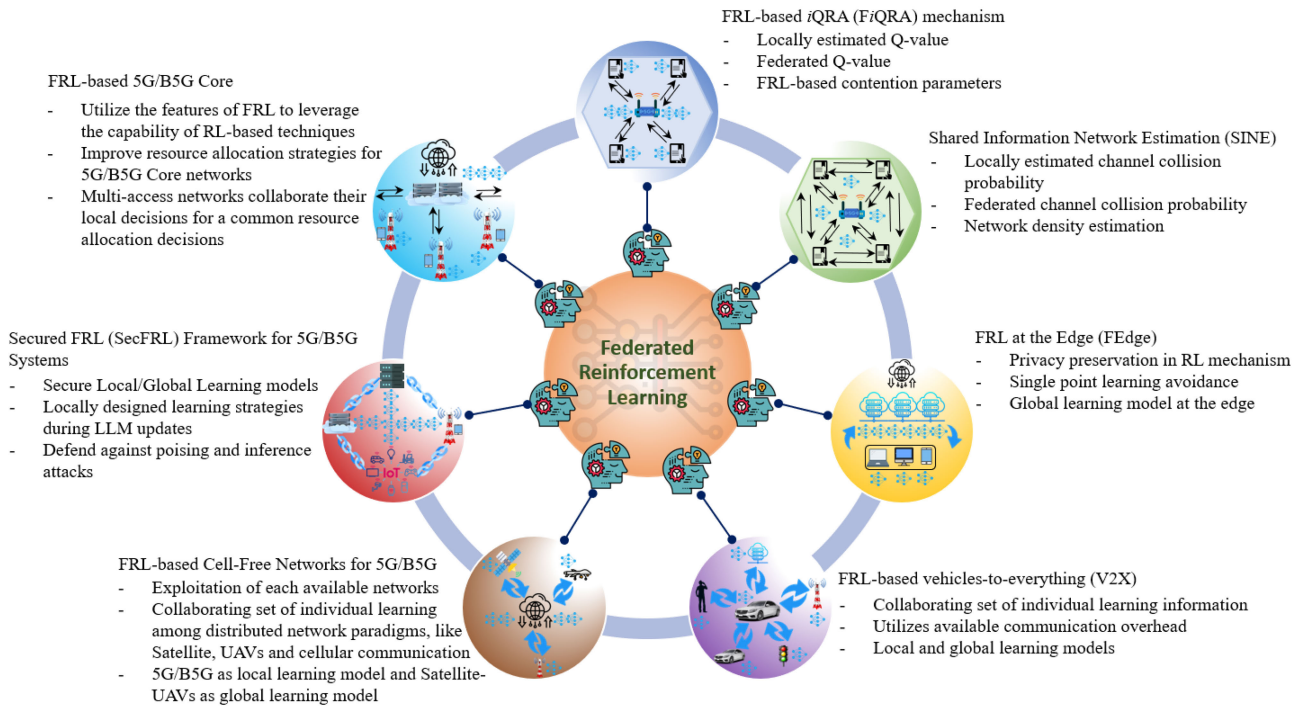 FRL-based iQRA (FiQRA) mechanism
- Locally estimated Q-value
- Federated Q-value
- FRL-based contention parameters
FRL-based 5G/B5G Core
- Utilize the features of FRL to leverage
the capability of RL-based techniques
- Improve resource allocation strategies for
5G/B5G Core networks
- Multi-access networks collaborate their
local decisions for a common resource
allocation decisions
Shared Information Network Estimation (SINE)
- Locally estimated channel collision
probability
- Federated channel collision probability
- Network density estimation
Federated
Reinforcement
Learning
Secured FRL (SecFRL) Framework for 5G/B5G
Systems
- Secure Local/Global Learning models
- Locally designed learning strategies
during LLM updates
- Defend against poising and inference
attacks
IoT
FRL at the Edge (FEdge)
- Privacy preservation in RL mechanism
- Single point learning avoidance
- Global learning model at the edge
FRL-based Cell-Free Networks for 5G/B5G
- Exploitation of each available networks
- Collaborating set of individual learning
among distributed network paradigms, like
Satellite, UAVs and cellular communication
- 5G/B5G as local learning model and Satellite-
UAVs as global learning model
FRL-based vehicles-to-everything (V2X)
- Collaborating set of individual learning information
- Utilizes available communication overhead
- Local and global learning models